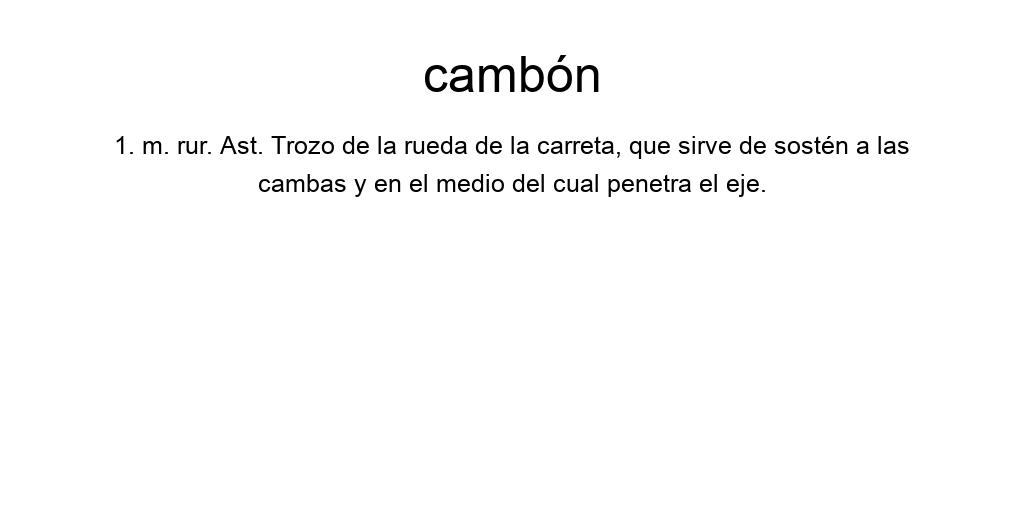 cambón
1. m. rur. Ast. Trozo de la rueda de la carreta, que sirve de sostén a las
cambas y en el medio del cual penetra el eje.